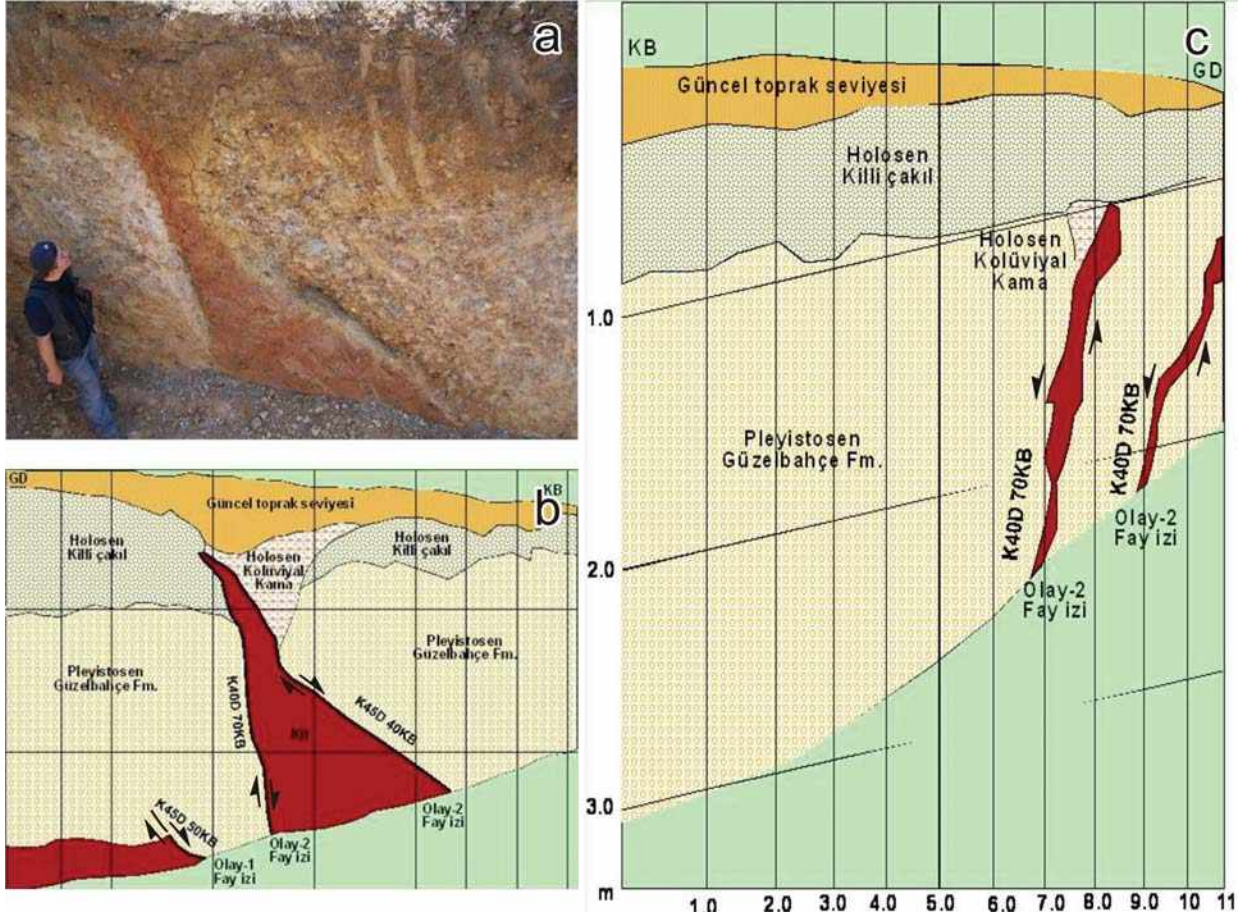 a
b
GD
KB
Güncel toprak seviyesi
Holosen
Killi çakıl
Holosen
Kolüviyal
Kama
Holosen
Killi çakıl
Pleyistosen
Güzelbahçe Fm.
Pleyistosen
Güzelbahçe Fm.
K40D 70KB
K45D 40KB
K45D 50KB
Olay-1
Fay izi
Olay-2
Fay izi
Olay-2
Fay izi
c
KB
GD
Güncel toprak seviyesi
Holosen
Killi çakıl
Holosen
Kolüviyal
Kama
Pleyistosen
Güzelbahçe Fm.
K40D 70KB
K40D 70KB
Olay-2
Fay izi
Olay-2
Fay izi
1.0
2.0
3.0
m
1.0 2.0 3.0 4.0 5.0 6.0 7.0 8.0 9.0 10 11